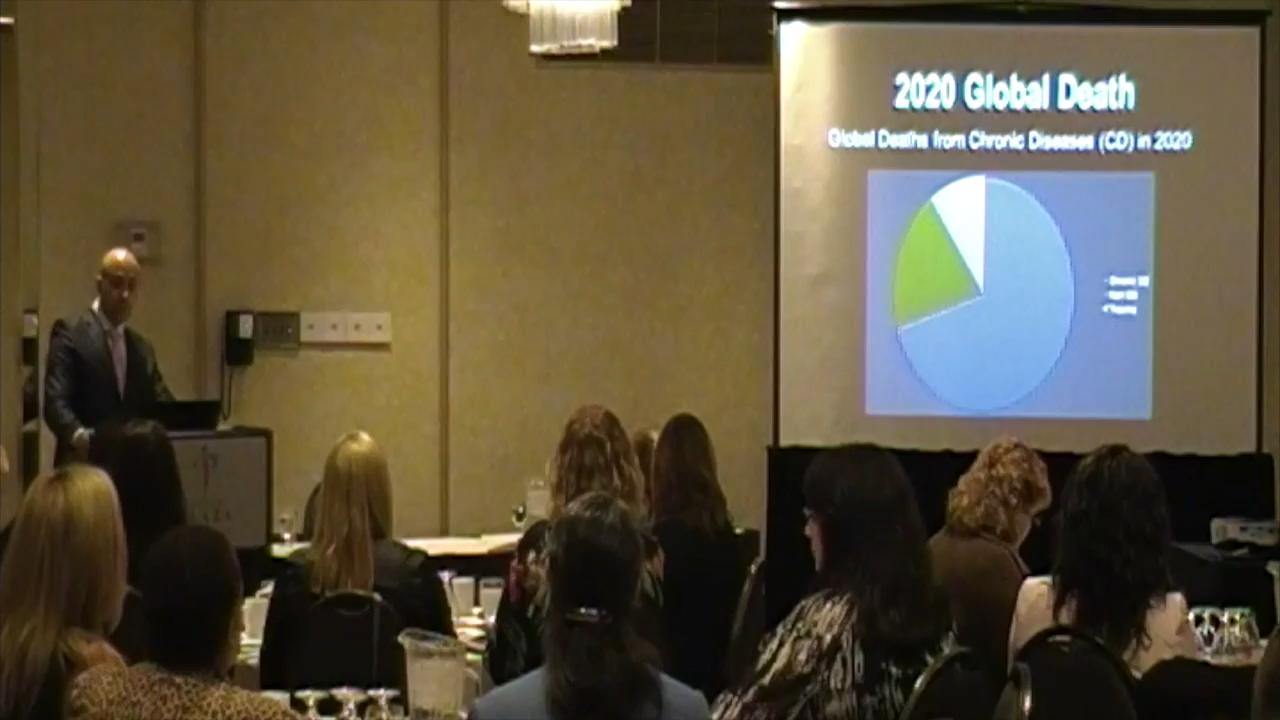 2020 Global Death
Global Deaths from Chronic Diseases (CD) in 2020